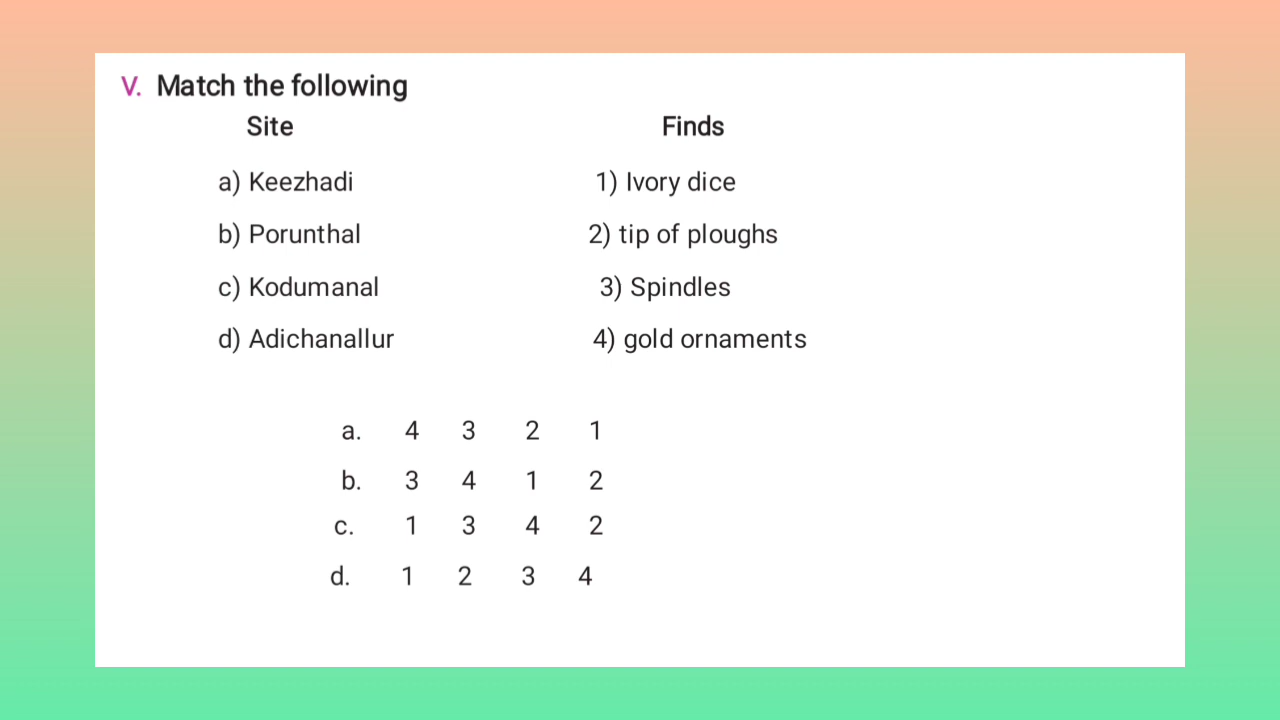 V. Match the following
Site Finds
a) Keezhadi 1) Ivory dice
b) Porunthal 2) tip of ploughs
c) Kodumanal 3) Spindles
d) Adichanallur 4) gold ornaments
a. 4 3 2 1
b. 3 4 1 2
c. 1 3 4 2
d. 1 2 3 4